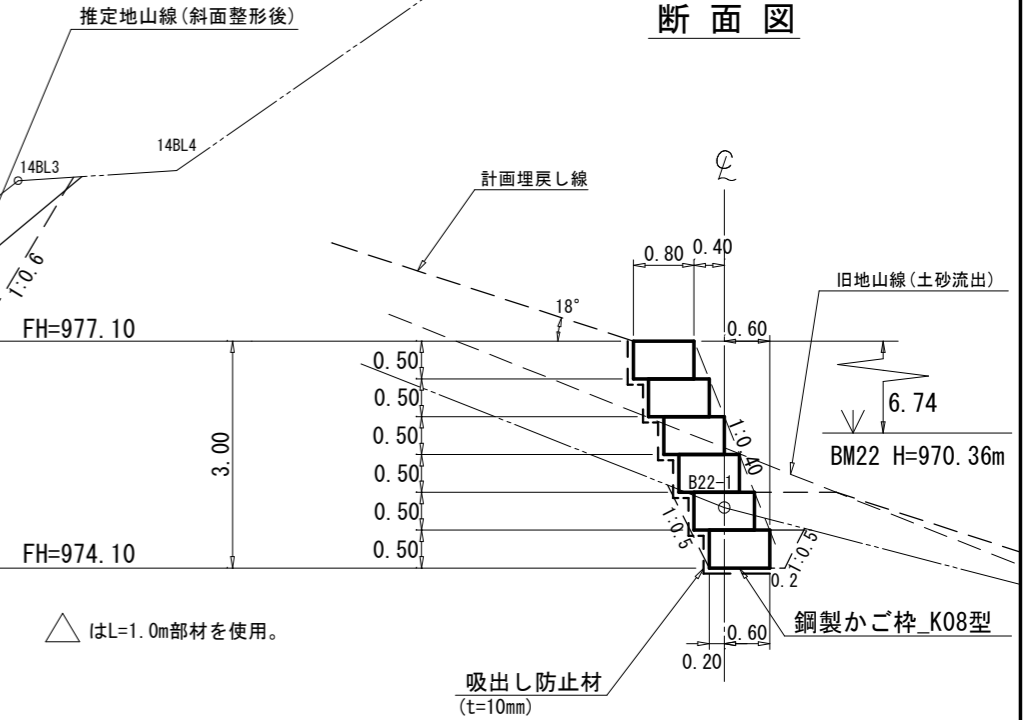 断面図
推定地山線(斜面整形後)
14BL4
14BL3
1:0.6
計画埋戻し線
CL
0.80
0.40
旧地山線(土砂流出)
18°
0.60
FH=977.10
0.50
0.50
0.50
0.50
0.50
0.50
3.00
6.74
BM22 H=970.36m
1:0.40
B22-1
1:0.5
1:0.5
FH=974.10
0.2
△はL=1.0m部材を使用。
鋼製かご枠_K08型
0.60
0.20
吸出し防止材
(t=10mm)